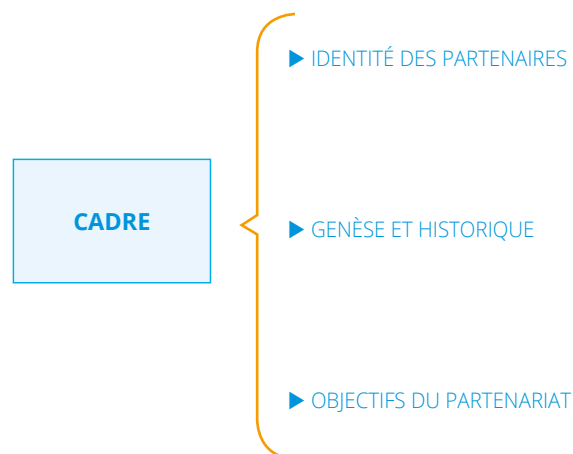 IDENTITÉ DES PARTENAIRES
CADRE
GENÈSE ET HISTORIQUE
OBJECTIFS DU PARTENARIAT